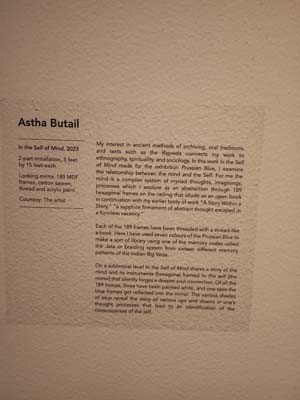 Astha Butail
In the Self of Mind, 2023
2-part installation, 5 feet
by 15 feet each
Looking mirror, 189 MDF
frames, cotton screen,
thread and acrylic paint
Courtesy: The artist
My interest in ancient methods of archiving, oral traditions,
and texts such as the Rigveda connects my work to
ethnography, spirituality, and sociology. In this work In the Self
of Mind made for the exhibition Prussian Blue, I examine
the relationship between the mind and the Self. For me the
mind is a complex system of myriad thoughts, imaginings,
processes which I explore as an abstraction through 189
hexagonal frames on the ceiling that allude as an open book
in continuation with my earlier body of work "A Story Within a
Story," "a sapphire firmament of abstract thought enrobed in
a formless vacancy."
Each of the 189 frames have been threaded with thread like
a book. Here I have used seven colours of the Prussian Blue to
make a sort of library using one of the memory codes called
the Jata or braiding system from sixteen different memory
patterns of the Indian Rig Veda.
On a subliminal level In the Self of Mind shares a story of the
mind and its instruments (hexagonal frames) to the self (the
mirror) that silently forges a deeper soul connection. Of all the
189 frames, three have been painted white, and one sees the
blue frames get reflected into the mirror. The various shades
of blue reveal the story of various ups and downs in one's
thought, processes that lead to an identification of the
consciousness of the self.